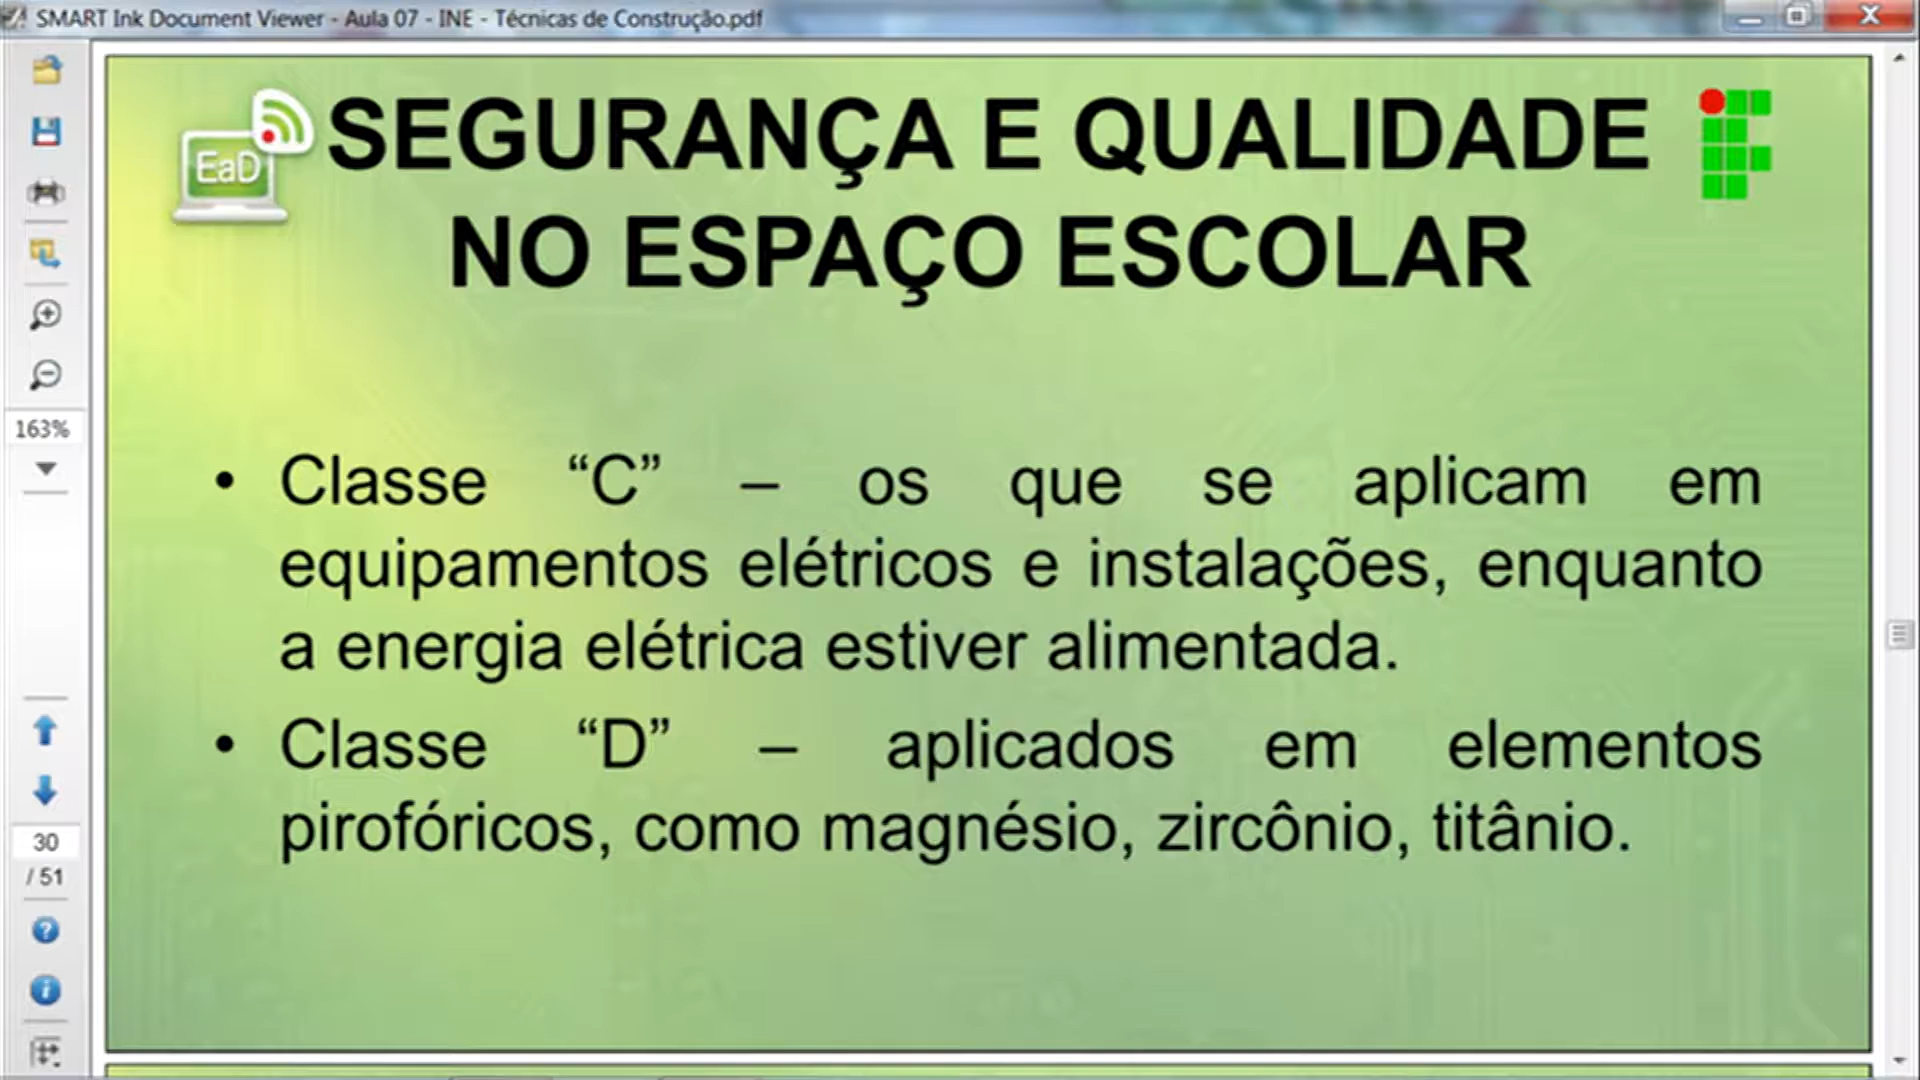 SMART Ink Document Viewer - Aula 07 - INE - Técnicas de Construção.pdf
EaD
SEGURANÇA E QUALIDADE
NO ESPAÇO ESCOLAR
163%
• Classe “C” – os que se aplicam em
equipamentos elétricos e instalações, enquanto
a energia elétrica estiver alimentada.
• Classe “D” – aplicados em elementos
pirofóricos, como magnésio, zircônio, titânio.
30
/ 51